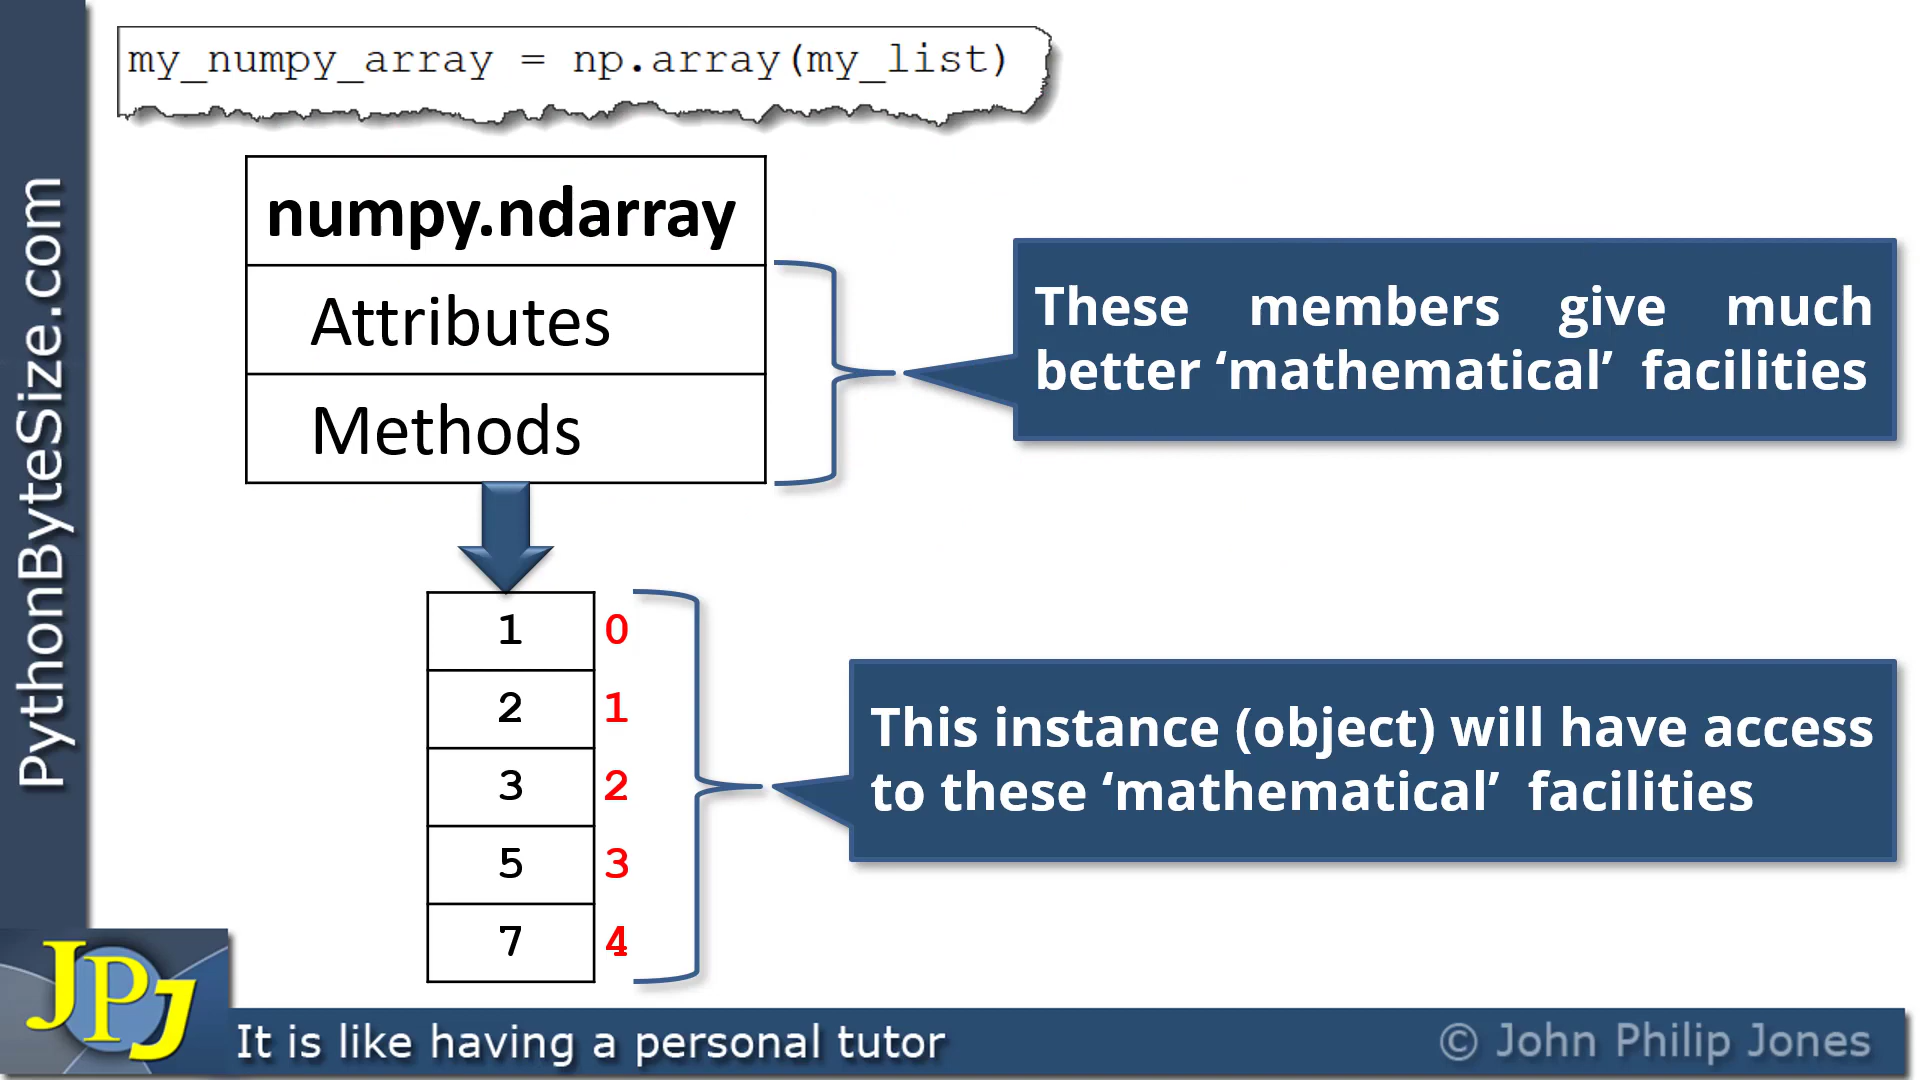 my_numpy_array = np.array(my_list)
numpy.ndarray
Attributes
Methods
These members give much
better ‘mathematical’ facilities
1 0
2 1
3 2
5 3
7 4
This instance (object) will have access
to these ‘mathematical’ facilities
PythonByteSize.com
JPJ
It is like having a personal tutor
© John Philip Jones